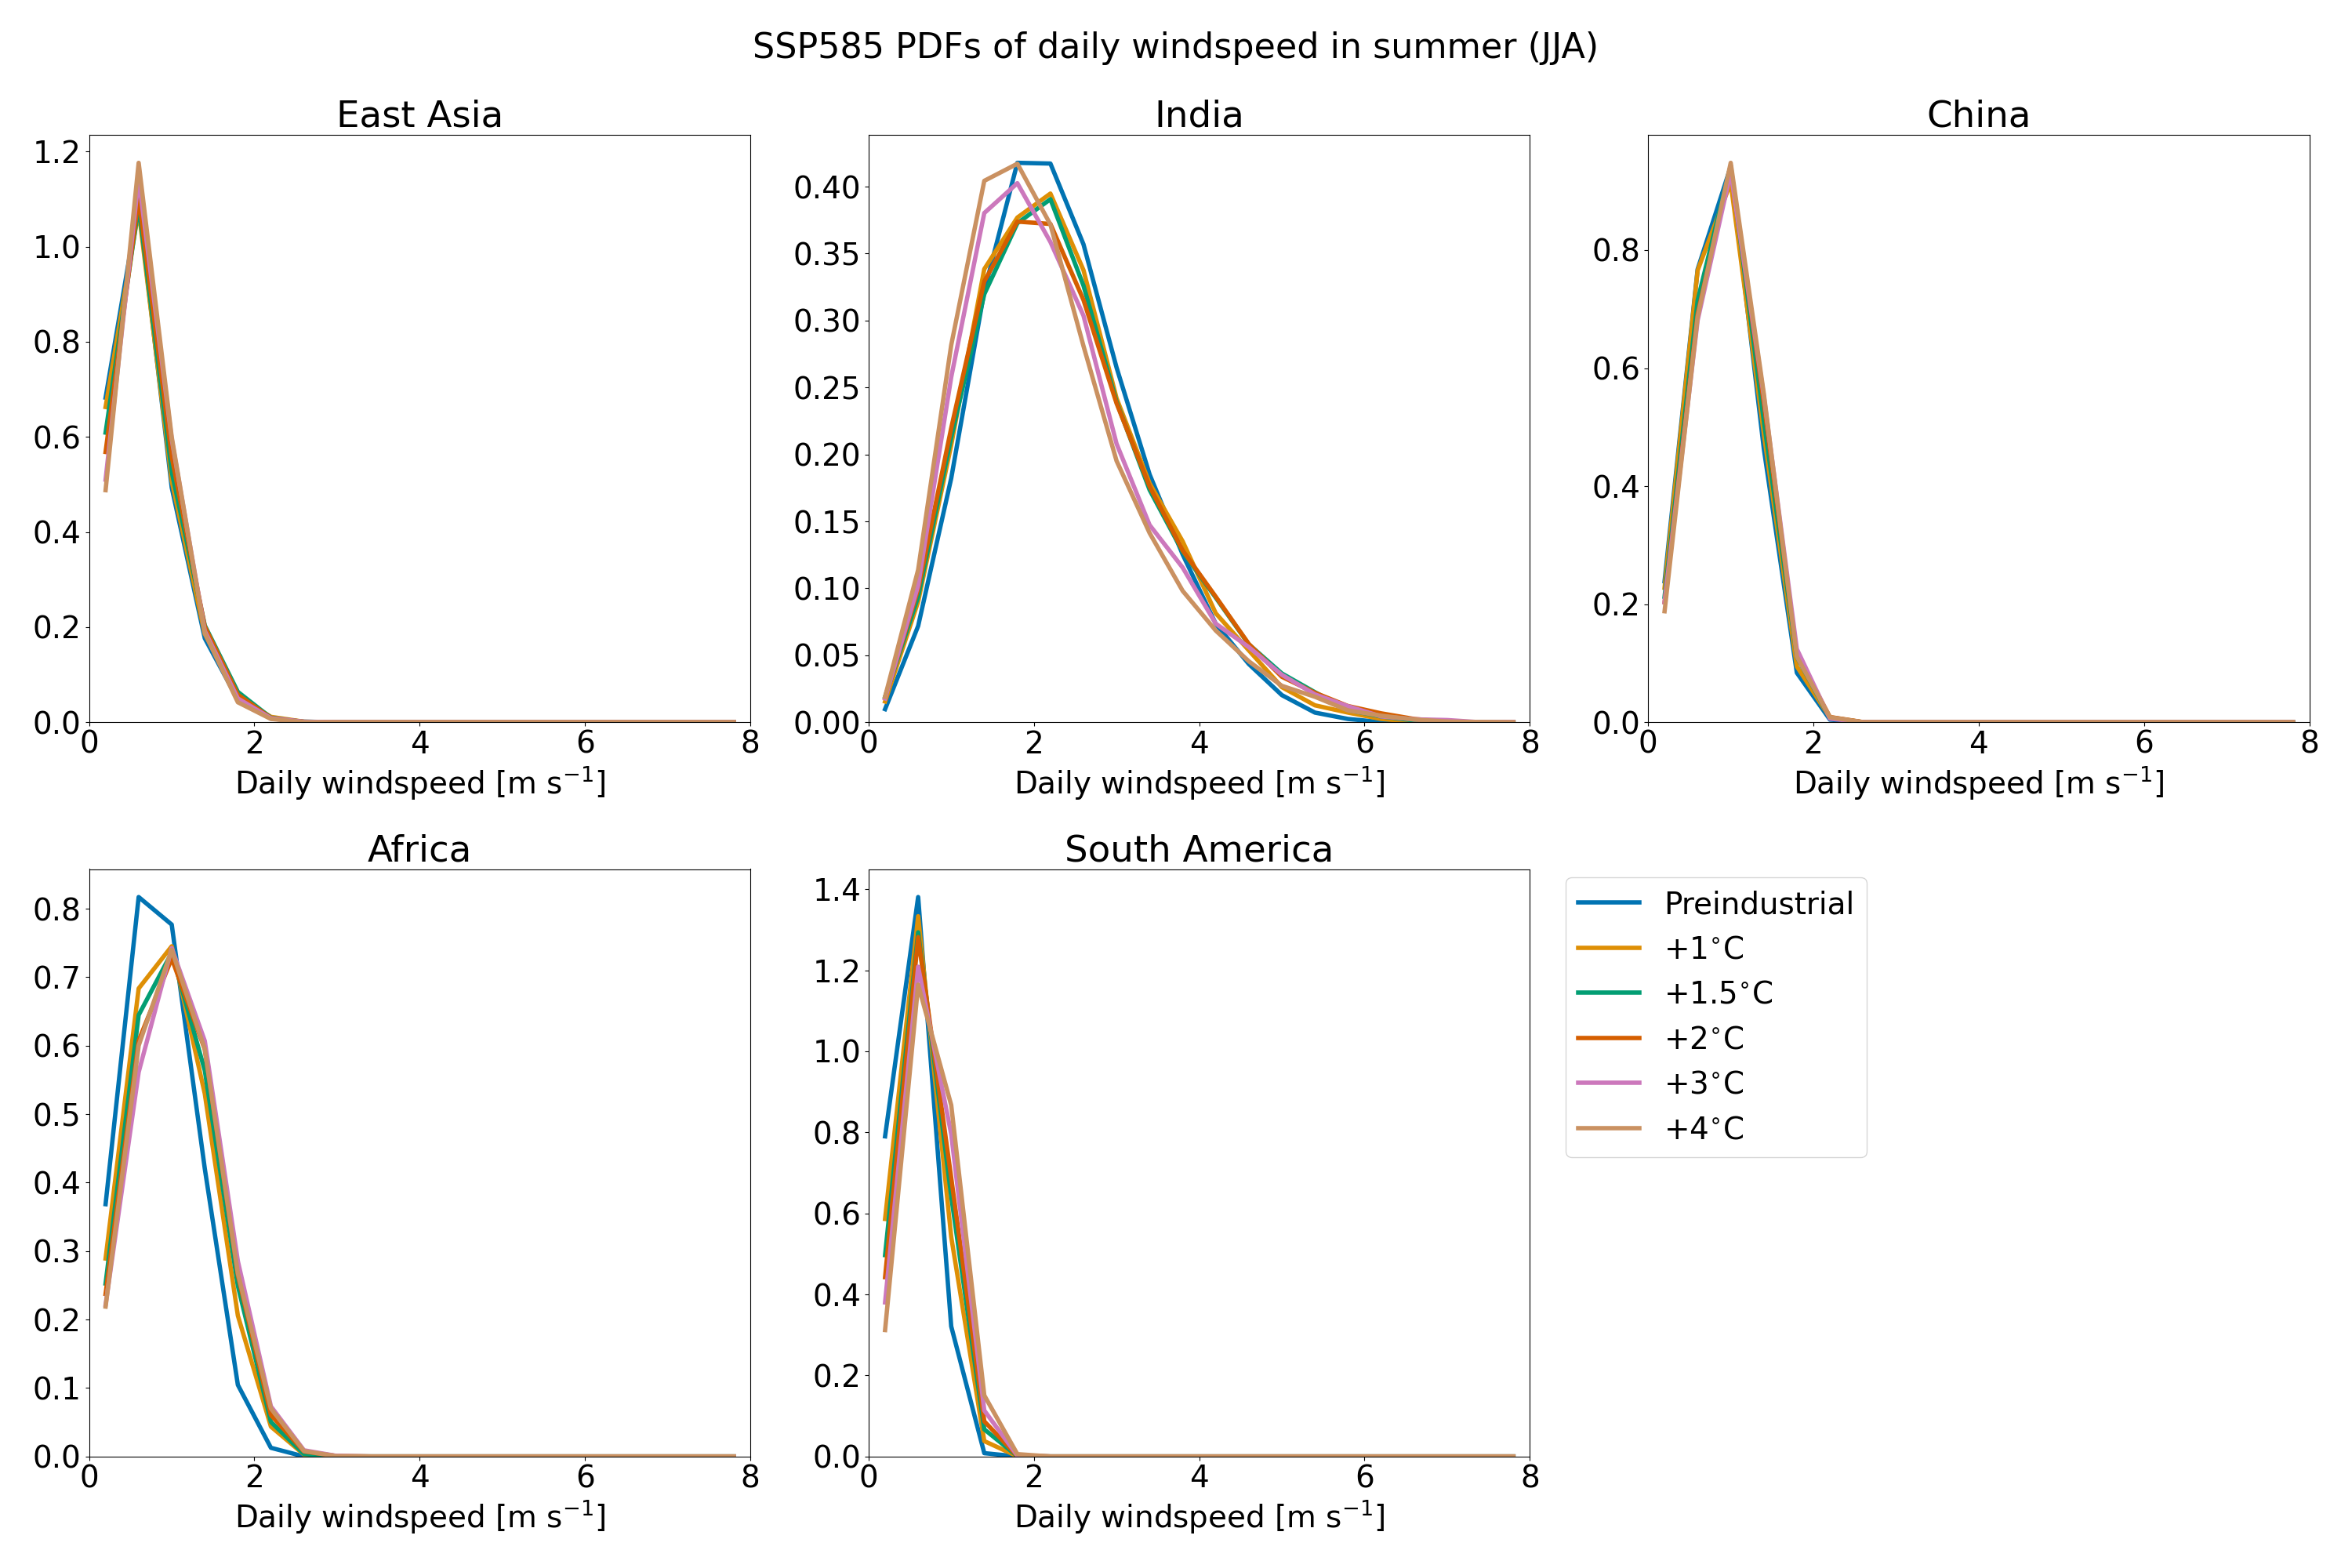 SSP585 PDFs of daily windspeed in summer (JJA)
East Asia
1.2
1.0
0.8
0.6
0.4
0.2
0.0
0 2 4 6 8
Daily windspeed [m s⁻¹]
India
0.40
0.35
0.30
0.25
0.20
0.15
0.10
0.05
0.00
0 2 4 6 8
Daily windspeed [m s⁻¹]
China
0.8
0.6
0.4
0.2
0.0
0 2 4 6 8
Daily windspeed [m s⁻¹]
Africa
0.8
0.7
0.6
0.5
0.4
0.3
0.2
0.1
0.0
0 2 4 6 8
Daily windspeed [m s⁻¹]
South America
1.4
1.2
1.0
0.8
0.6
0.4
0.2
0.0
0 2 4 6 8
Daily windspeed [m s⁻¹]
Preindustrial
+1°C
+1.5°C
+2°C
+3°C
+4°C